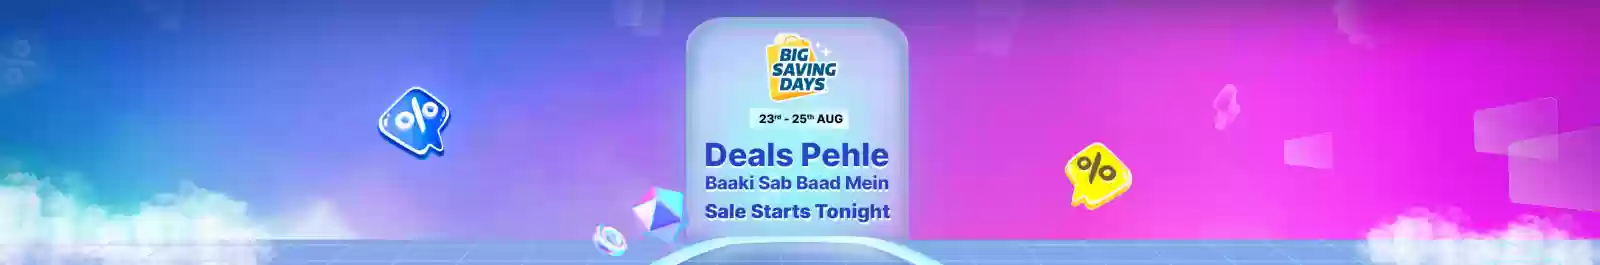 BIG
SAVING
DAYS
23rd - 25th AUG
Deals Pehle
Baaki Sab Baad Mein
Sale Starts Tonight
%
%